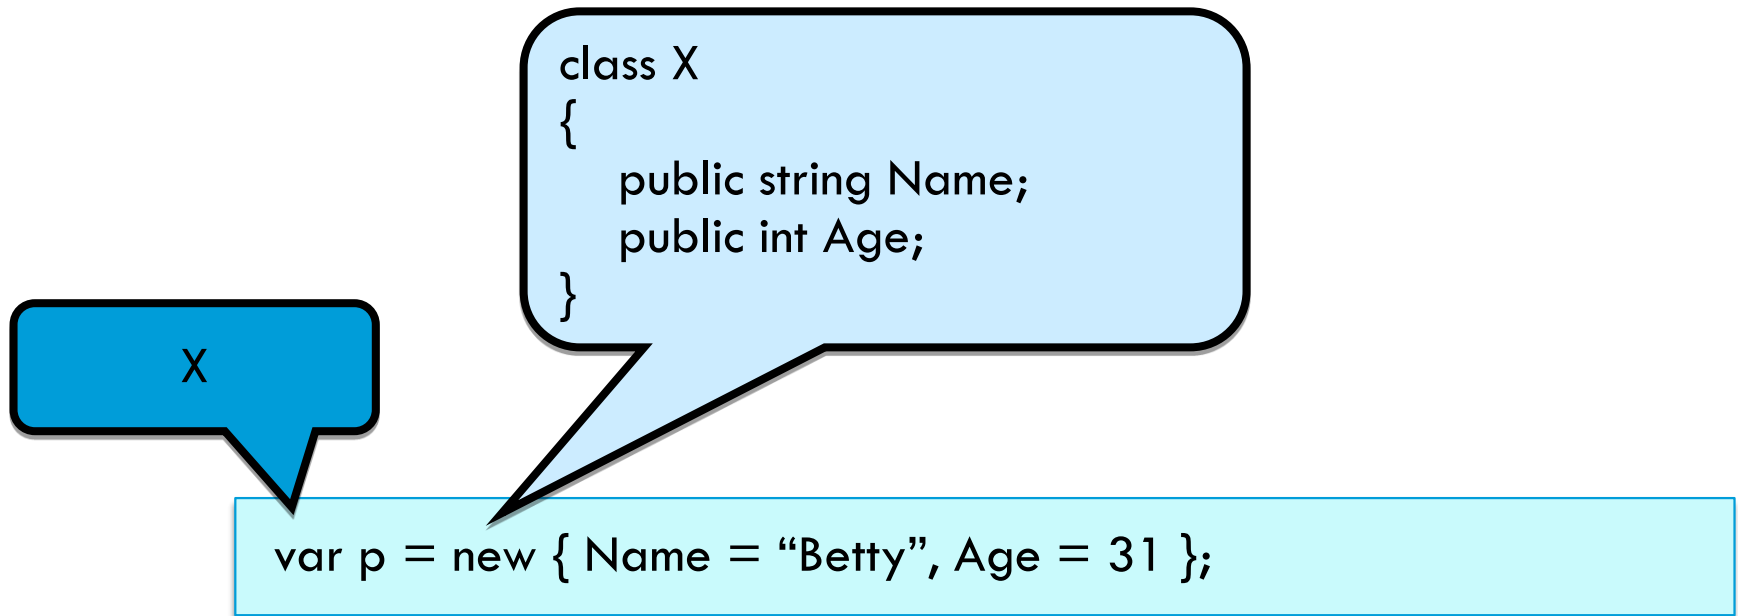 class X
{
public string Name;
public int Age;
}
X
var p = new { Name = “Betty”, Age = 31 };